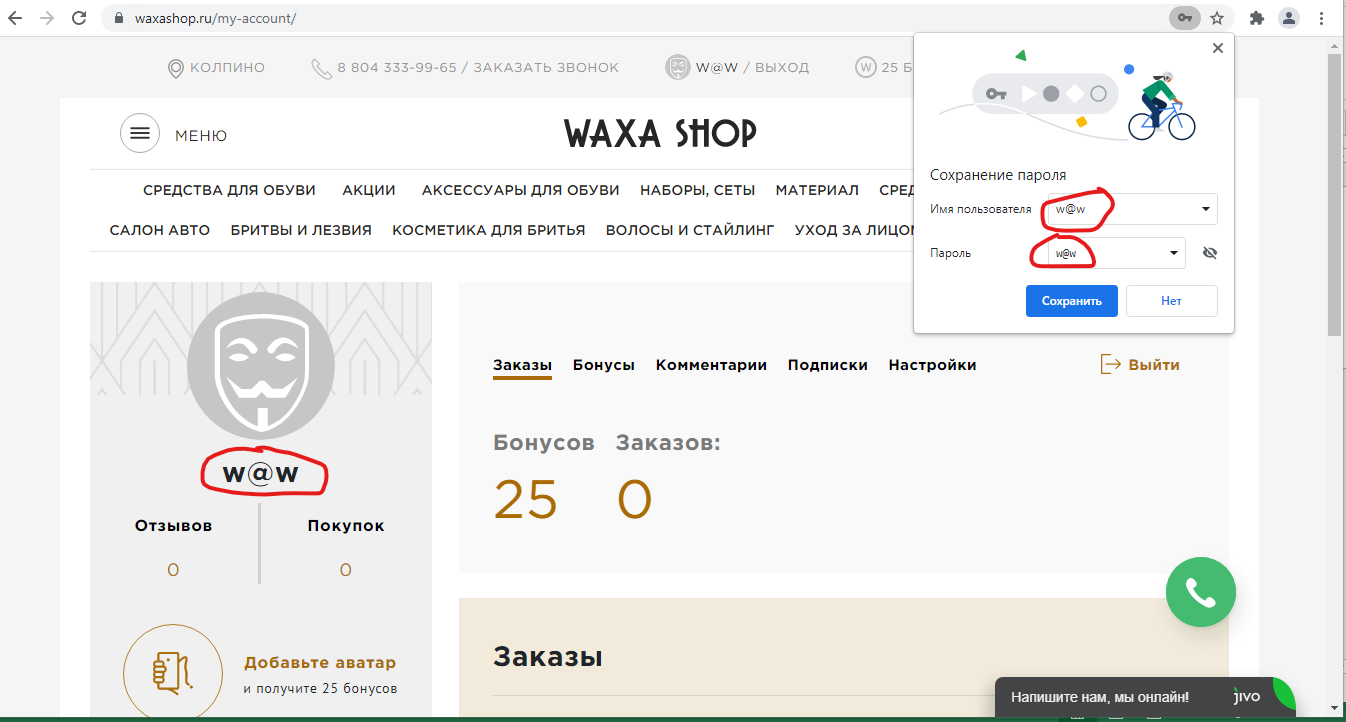 waxashop.ru/my-account/
КОЛПИНО
8 804 333-99-65 / ЗАКАЗАТЬ ЗВОНОК
W@W / ВЫХОД
W 25 Б
МЕНЮ
WAXA SHOP
СРЕДСТВА ДЛЯ ОБУВИ АКЦИИ АКСЕССУАРЫ ДЛЯ ОБУВИ НАБОРЫ, СЕТЫ МАТЕРИАЛ СРЕД
САЛОН АВТО БРИТВЫ И ЛЕЗВИЯ КОСМЕТИКА ДЛЯ БРИТЬЯ ВОЛОСЫ И СТАЙЛИНГ УХОД ЗА ЛИЦОМ
Сохранение пароля
Имя пользователя w@w
Пароль w@w
Сохранить Нет
w@w
Отзывов Покупок
0 0
Добавьте аватар
и получите 25 бонусов
Заказы Бонусы Комментарии Подписки Настройки Выйти
Бонусов Заказов:
25 0
Заказы
Напишите нам, мы онлайн! jivo